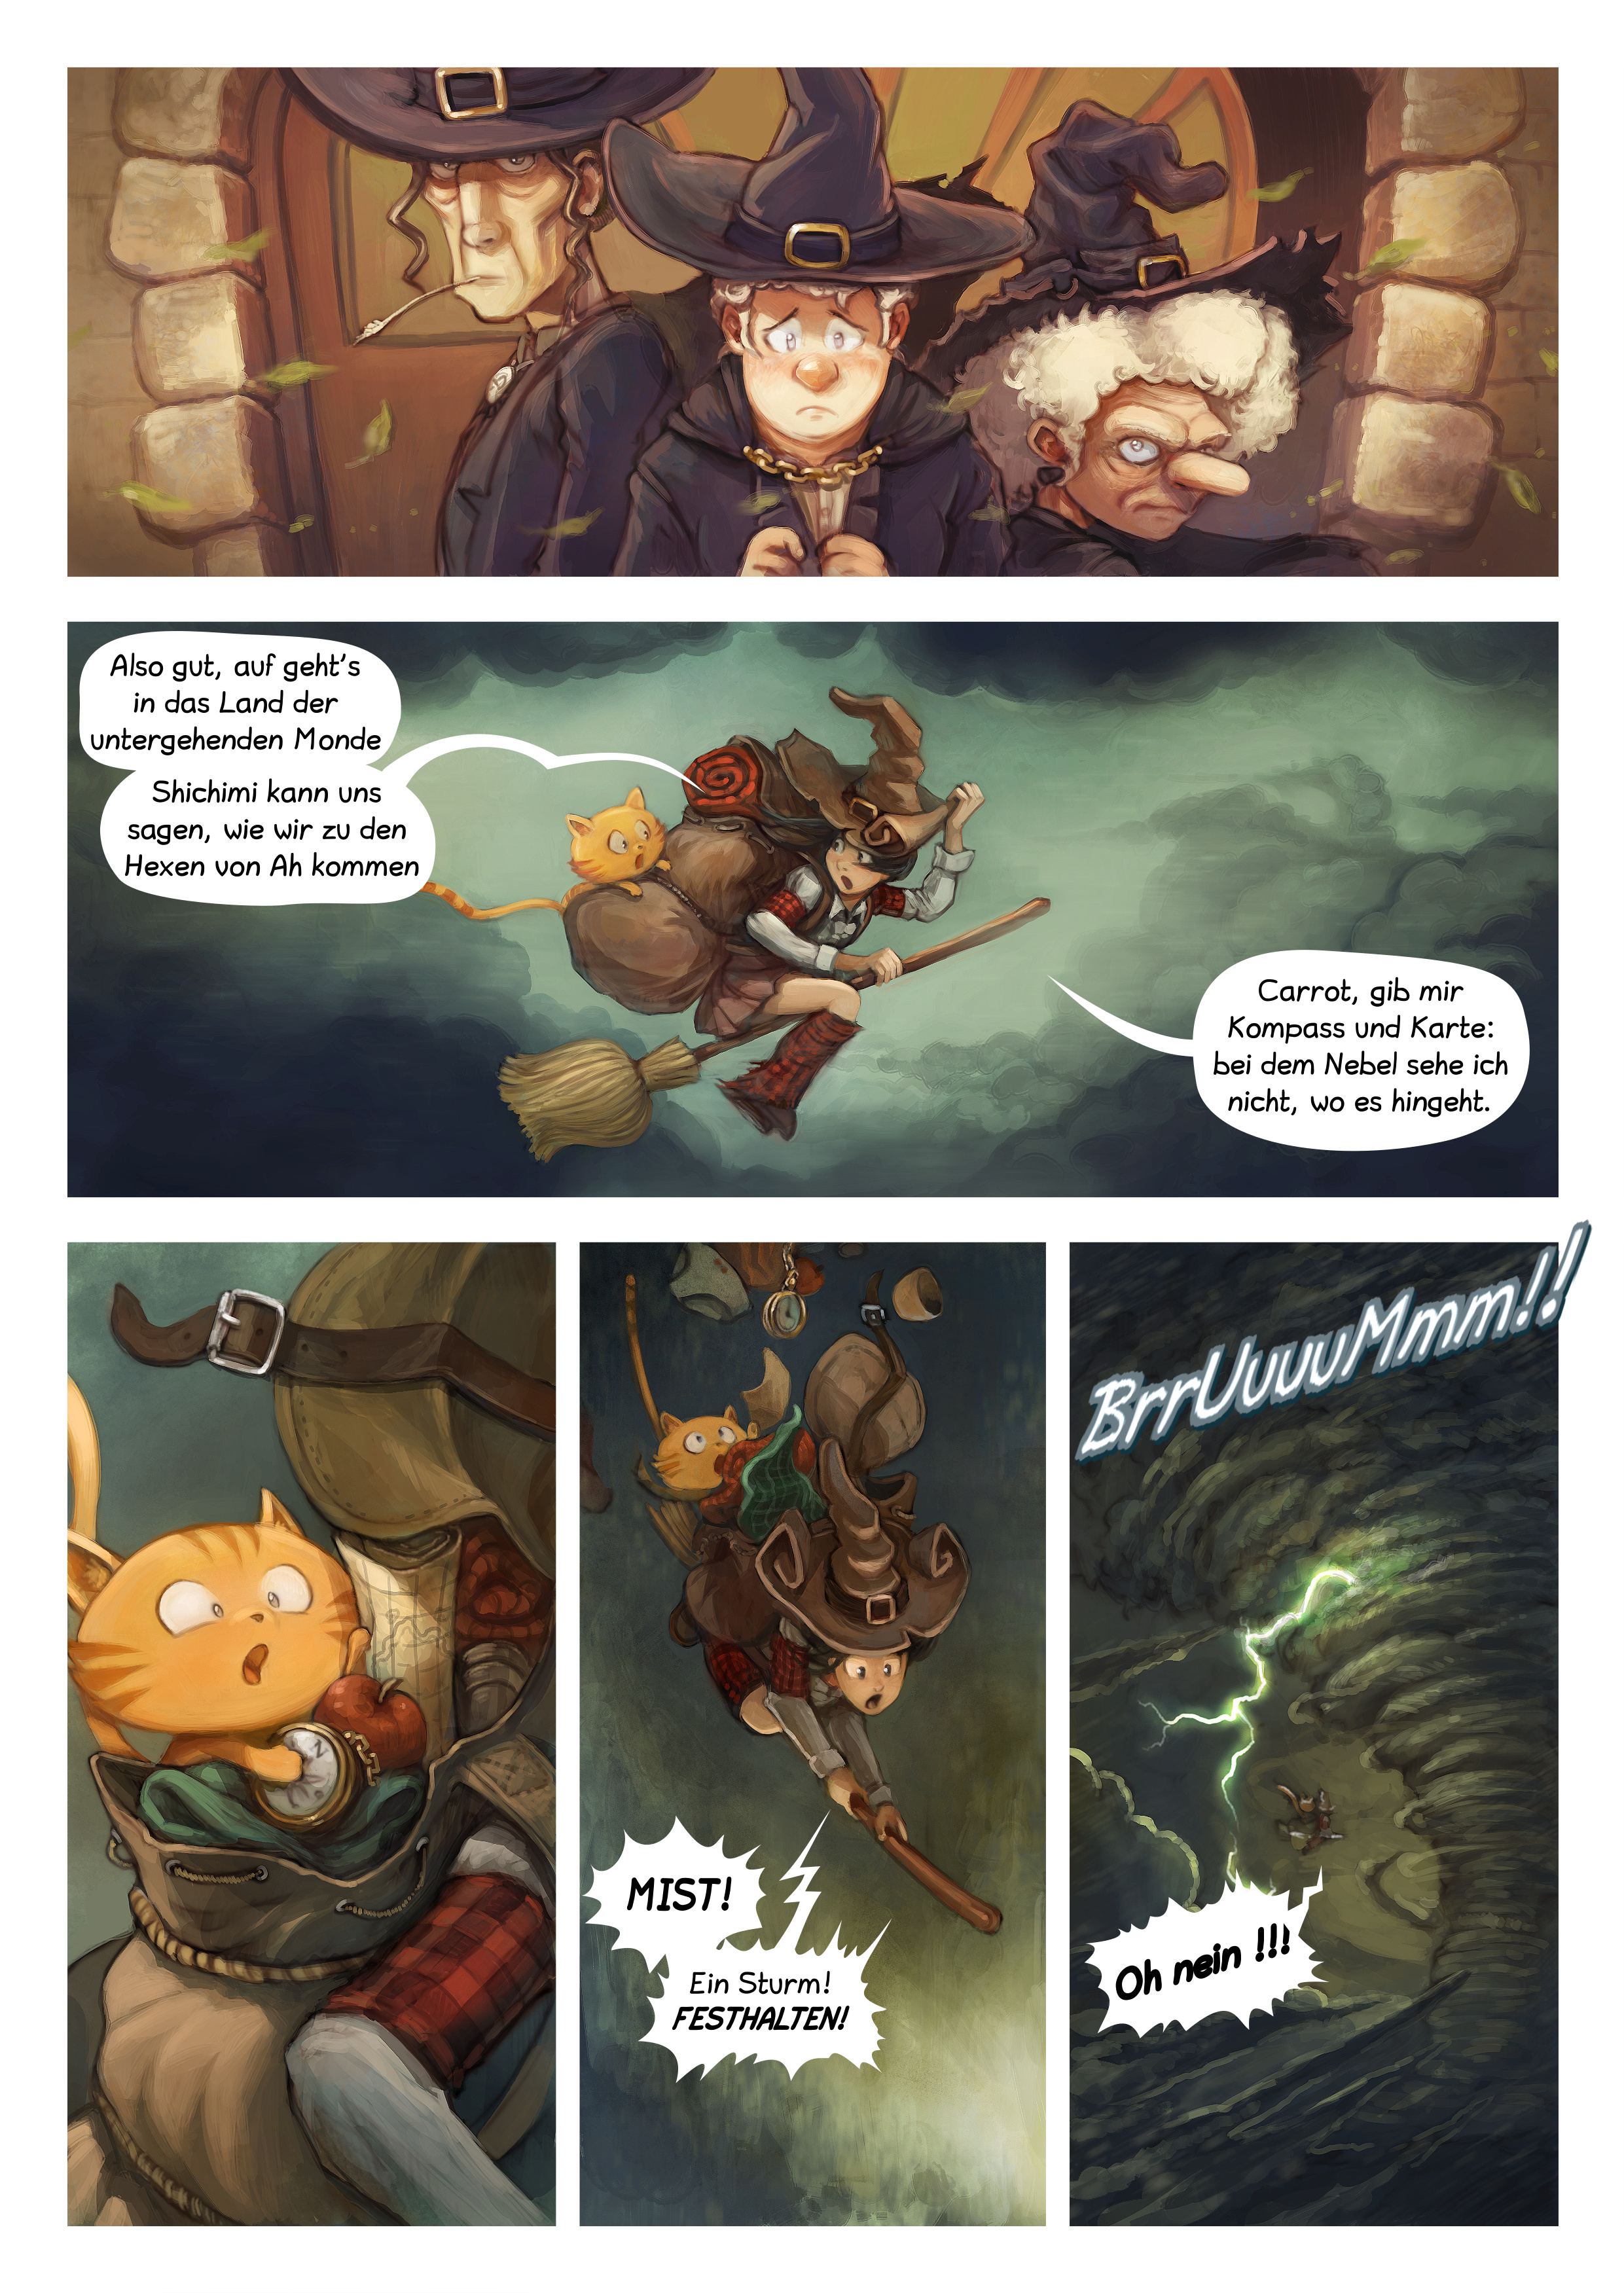 Also gut, auf geht's
in das Land der
untergehenden Monde
Shichimi kann uns
sagen, wie wir zu den
Hexen von Ah kommen
Carrot, gib mir
Kompass und Karte:
bei dem Nebel sehe ich
nicht, wo es hingeht.
N
MIST!
Ein Sturm!
FESTHALTEN!
BrrUuuuMmm!!
Oh nein !!!